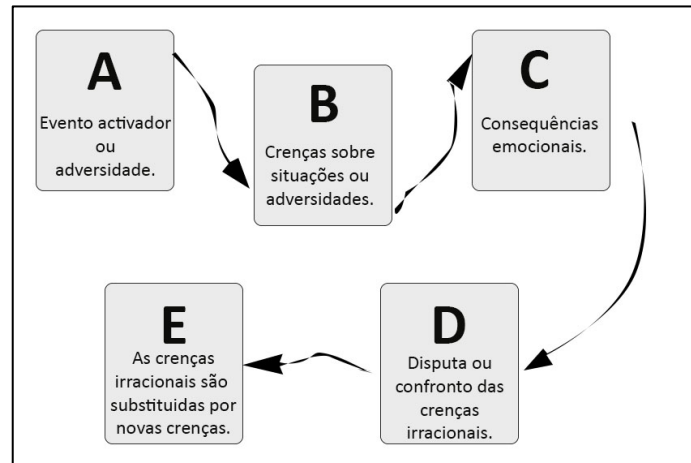 A
Evento activador
ou
adversidade.
B
Crenças sobre
situações ou
adversidades.
C
Consequências
emocionais.
D
Disputa ou
confronto das
crenças
irracionais.
E
As crenças
irracionais são
substituidas por
novas crenças.